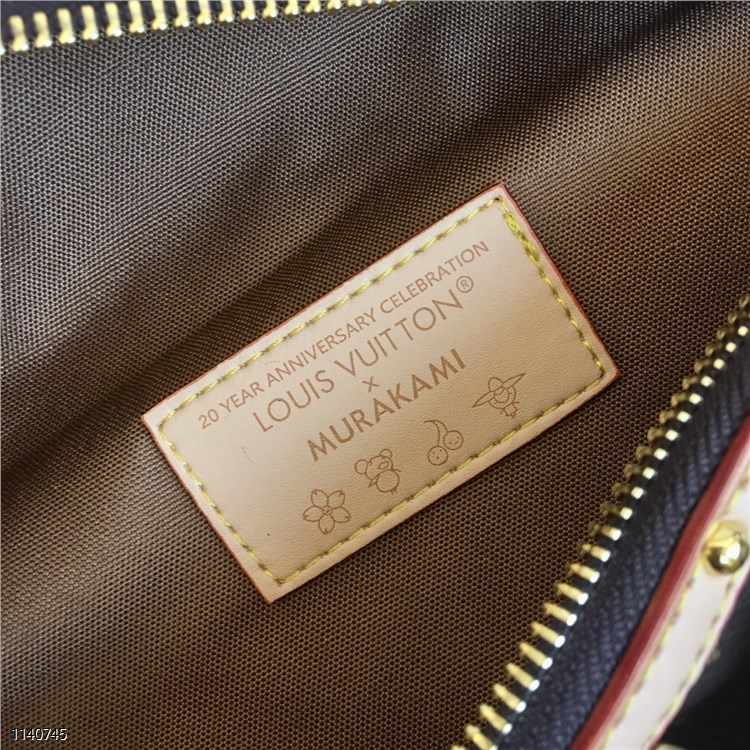 20 YEAR ANNIVERSARY CELEBRATION
LOUIS VUITTON®
×
MURAKAMI
1140745